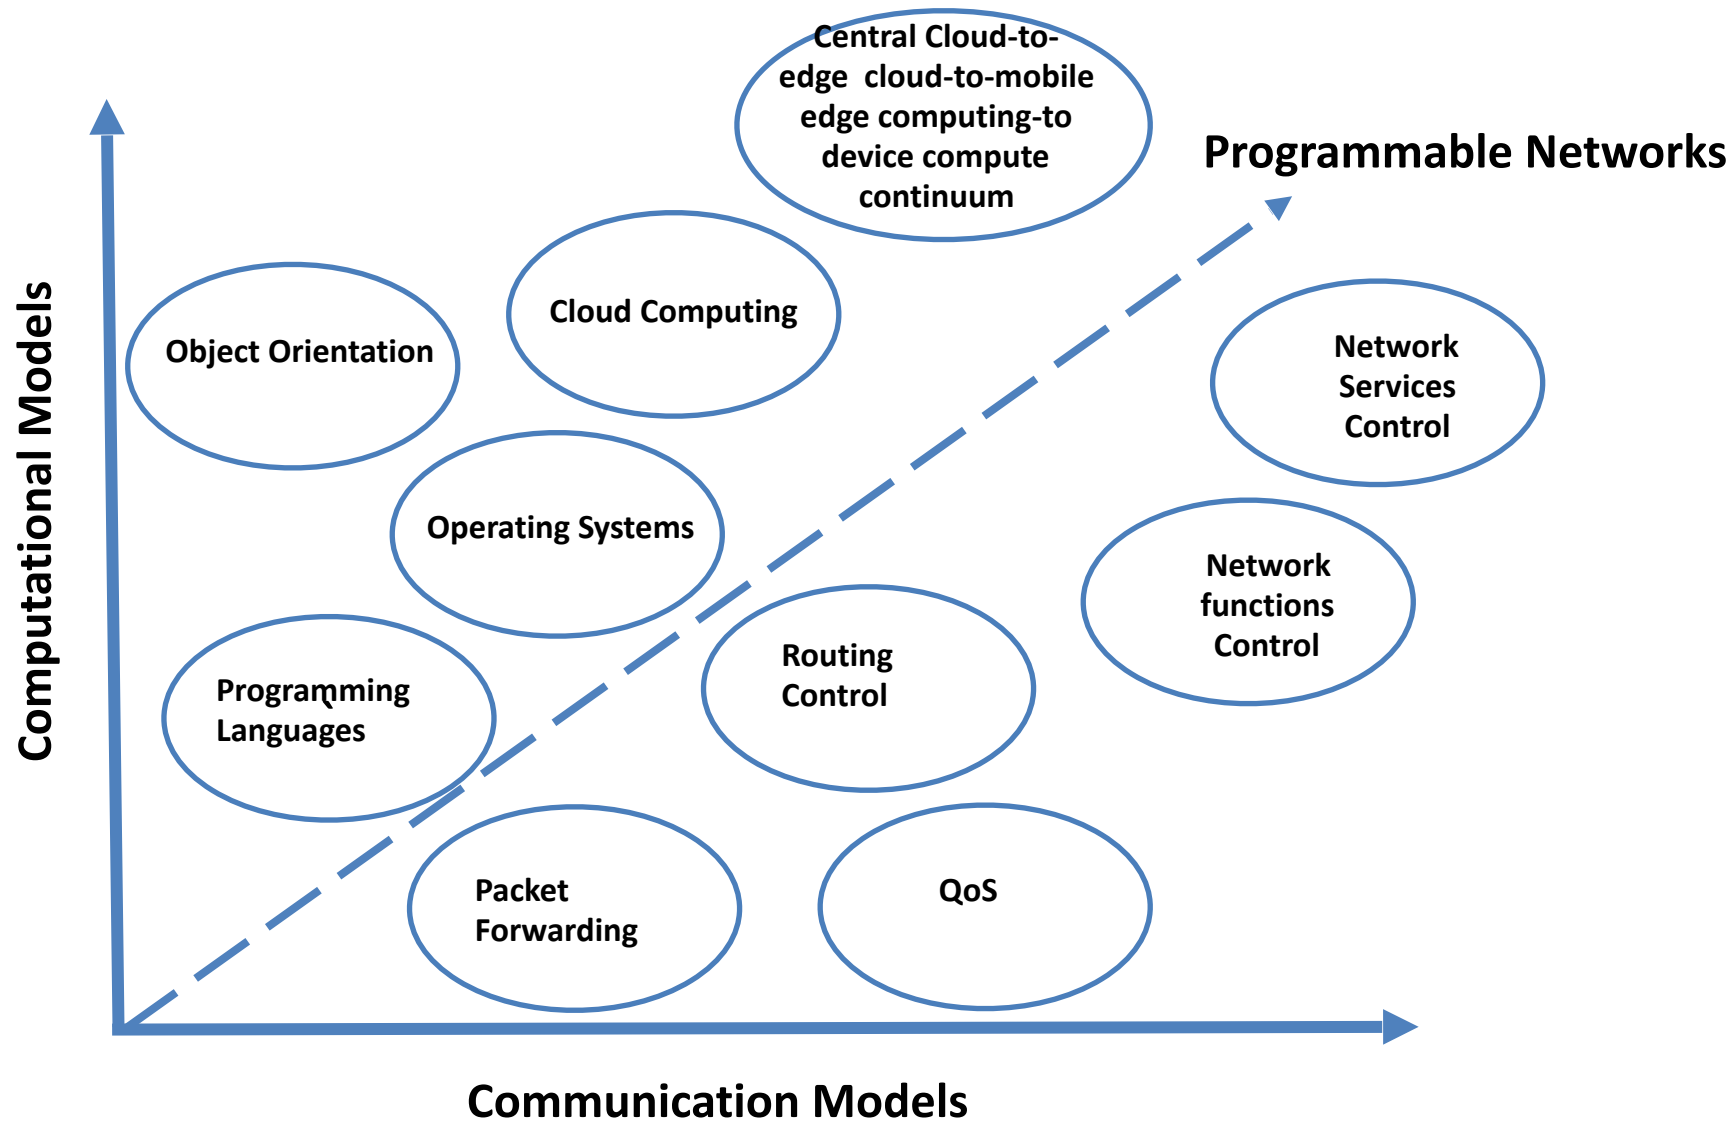 Central Cloud-to-
edge  cloud-to-mobile
edge computing-to
device compute
continuum
Programmable Networks
Computational Models
Object Orientation
Cloud Computing
Network
Services
Control
Operating Systems
Network
functions
Control
Programming
Languages
Routing
Control
Packet
Forwarding
QoS
Communication Models